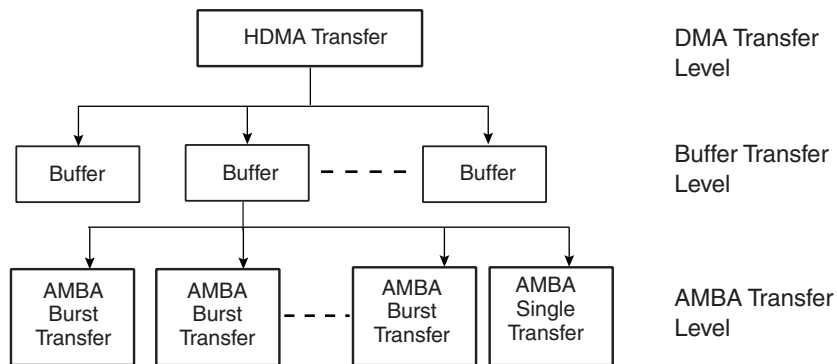 HDMA Transfer
DMA Transfer
Level
Buffer
Buffer
Buffer
Buffer Transfer
Level
AMBA
Burst
Transfer
AMBA
Burst
Transfer
AMBA
Burst
Transfer
AMBA
Single
Transfer
AMBA Transfer
Level